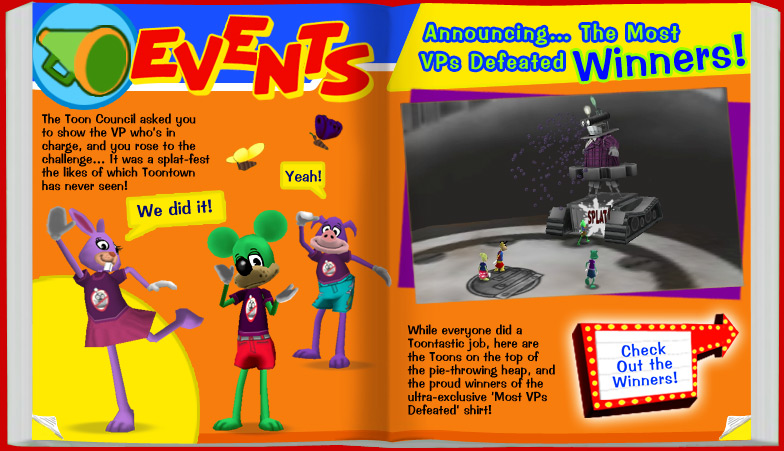 EVENTS
The Toon Council asked you
to show the VP who's in
charge, and you rose to the
challenge... It was a splat-fest
the likes of which Toontown
has never seen!
We did it!
Yeah!
Announcing... The Most
VPs Defeated Winners!
SPLAT!
While everyone did a
Toontastic job, here are
the Toons on the top of
the pie-throwing heap, and
the proud winners of the
ultra-exclusive 'Most VPs
Defeated' shirt!
Check
Out the
Winners!